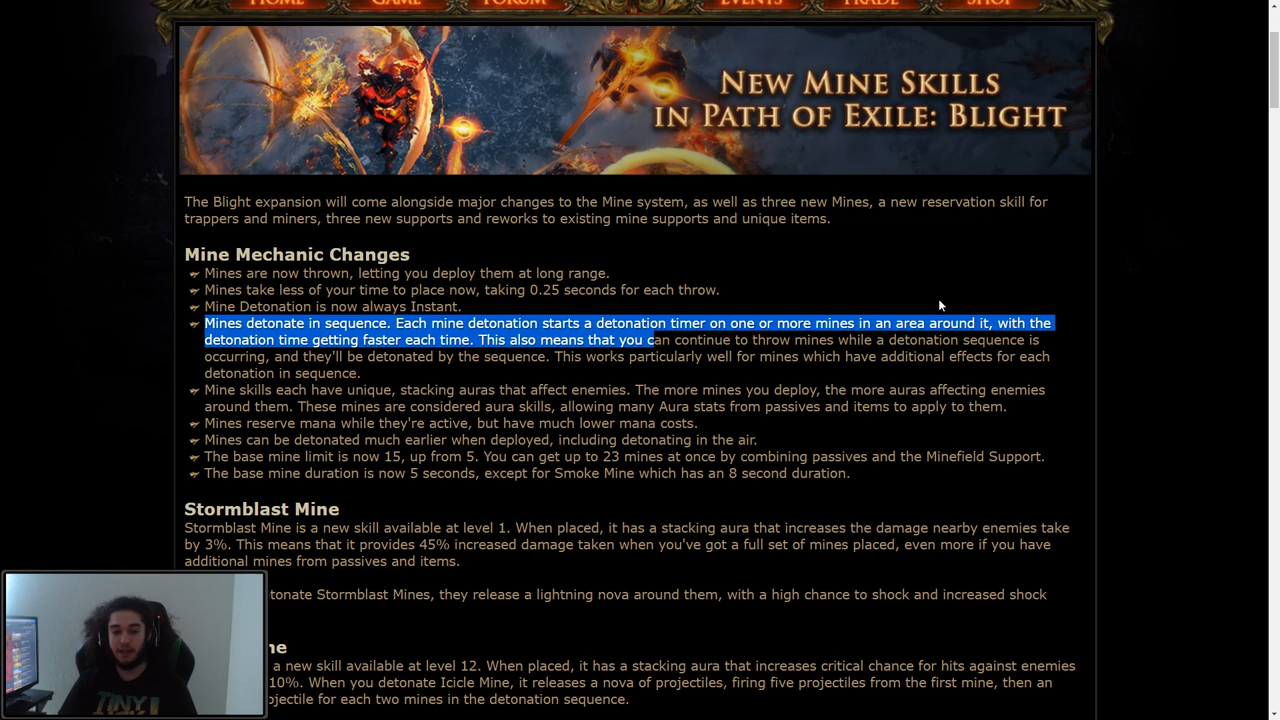 HOME GAME FORUM EVENTS TRADE SHOP
NEW MINE SKILLS
IN PATH OF EXILE: BLIGHT
The Blight expansion will come alongside major changes to the Mine system, as well as three new Mines, a new reservation skill for
trappers and miners, three new supports and reworks to existing mine supports and unique items.
Mine Mechanic Changes
Mines are now thrown, letting you deploy them at long range.
Mines take less of your time to place now, taking 0.25 seconds for each throw.
Mine Detonation is now always Instant.
Mines detonate in sequence. Each mine detonation starts a detonation timer on one or more mines in an area around it, with the
detonation time getting faster each time. This also means that you can continue to throw mines while a detonation sequence is
occurring, and they'll be detonated by the sequence. This works particularly well for mines which have additional effects for each
detonation in sequence.
Mine skills each have unique, stacking auras that affect enemies. The more mines you deploy, the more auras affecting enemies
around them. These mines are considered aura skills, allowing many Aura stats from passives and items to apply to them.
Mines reserve mana while they're active, but have much lower mana costs.
Mines can be detonated much earlier when deployed, including detonating in the air.
The base mine limit is now 15, up from 5. You can get up to 23 mines at once by combining passives and the Minefield Support.
The base mine duration is now 5 seconds, except for Smoke Mine which has an 8 second duration.
Stormblast Mine
Stormblast Mine is a new skill available at level 1. When placed, it has a stacking aura that increases the damage nearby enemies take
by 3%. This means that it provides 45% increased damage taken when you've got a full set of mines placed, even more if you have
additional mines from passives and items.
tonate Stormblast Mines, they release a lightning nova around them, with a high chance to shock and increased shock
ne
a new skill available at level 12. When placed, it has a stacking aura that increases critical chance for hits against enemies
10%. When you detonate Icicle Mine, it releases a nova of projectiles, firing five projectiles from the first mine, then an
ojectile for each two mines in the detonation sequence.
TINY